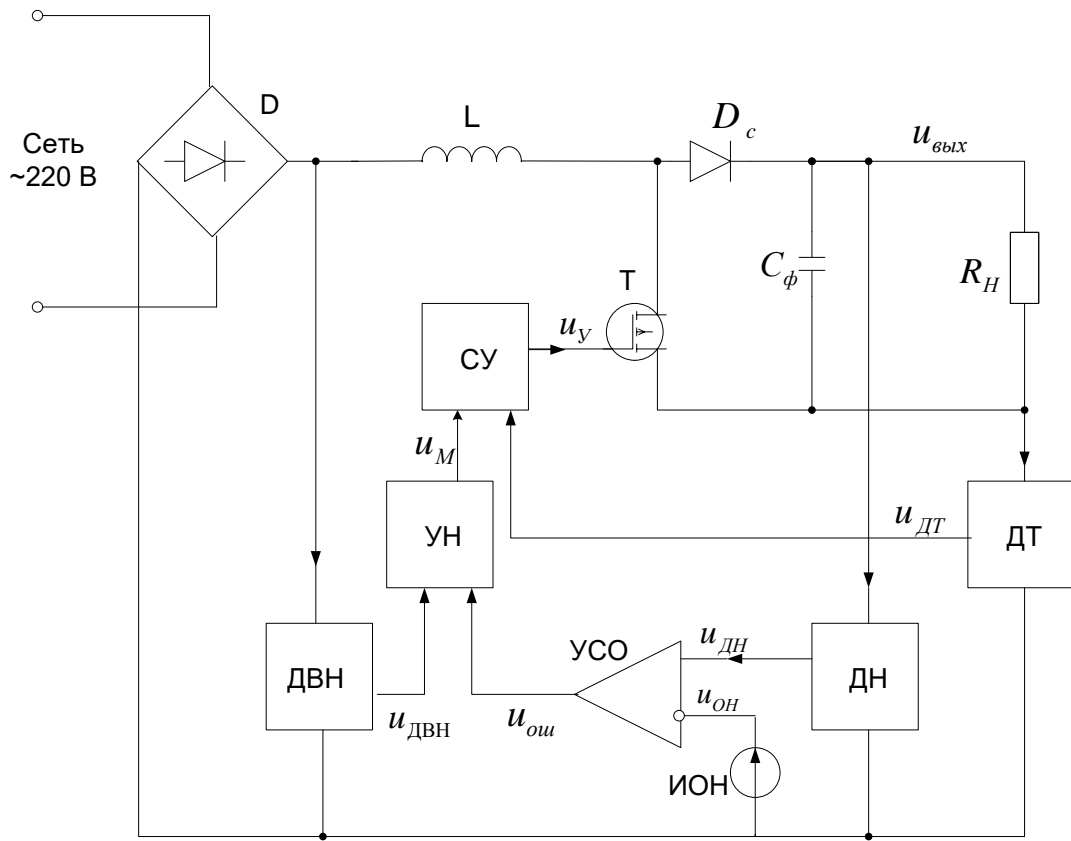 D
L
D с
u вых
Сеть
~220 В
C ф
R Н
T
u У
СУ
u М
УН
u ДТ
ДТ
УСО
u ДН
ДВН
ДН
u ДВН
u ош
u ОН
ИОН